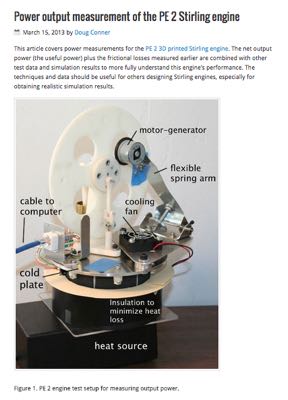 Power output measurement of the PE 2 Stirling engine
March 15, 2013 by Doug Conner
This article covers power measurements for the PE 2 3D printed Stirling engine. The net output
power (the useful power) plus the frictional losses measured earlier are combined with other
test data and simulation results to more fully understand this engine's performance. The
techniques and data should be useful for others designing Stirling engines, especially for
obtaining realistic simulation results.
motor-generator
flexible
spring arm
cable to
computer
cooling
fan
cold
plate
Insulation to
minimize heat
loss
heat source
Figure 1. PE 2 engine test setup for measuring output power.